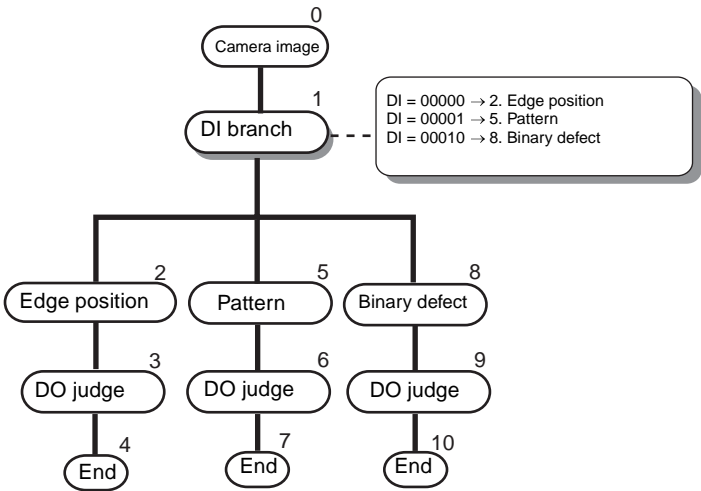 0
Camera image
1
DI branch
DI = 00000 → 2. Edge position
DI = 00001 → 5. Pattern
DI = 00010 → 8. Binary defect
2
Edge position
5
Pattern
8
Binary defect
3
DO judge
6
DO judge
9
DO judge
4
End
7
End
10
End